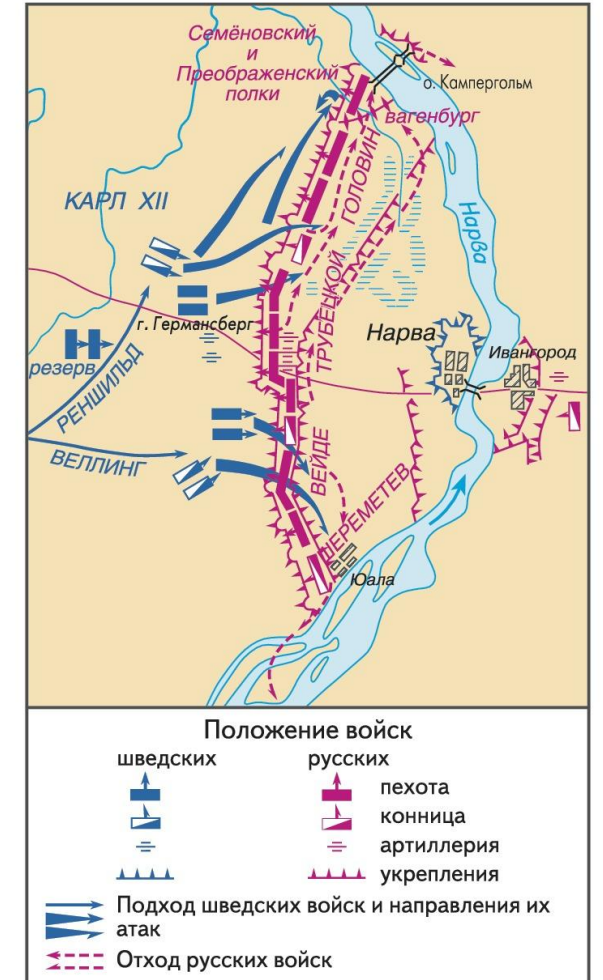 Семёновский
и
Преображенский
полки
о. Кампергольм
вагенбург
КАРЛ XII
ГОЛОВИН
Нарва
ТРУБЕЦКОЙ
г. Германсберг
Нарва
Ивангород
резерв
РЕНШИЛЬД
ВЕЛЛИНГ
ВЕЙДЕ
ШЕРЕМЕТЕВ
Юала
Положение войск
шведских
русских
пехота
конница
артиллерия
укрепления
Подход шведских войск и направления их
атак
Отход русских войск